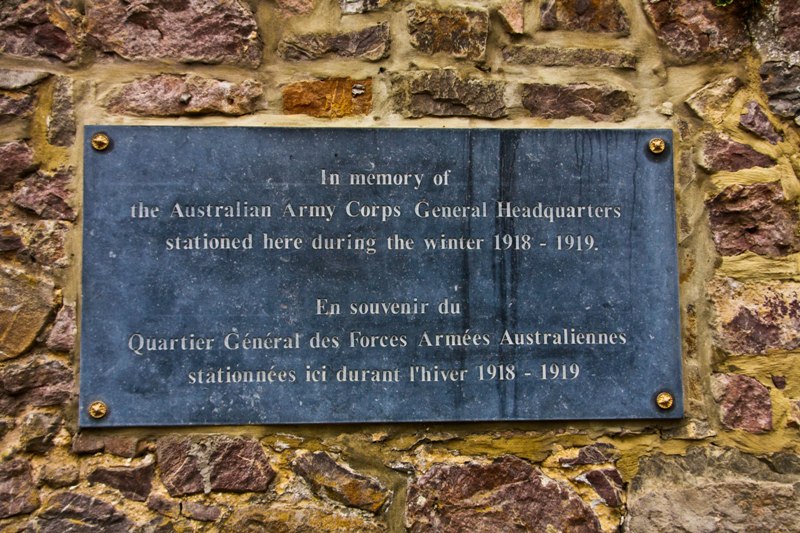 In memory of
the Australian Army Corps General Headquarters
stationed here during the winter 1918 - 1919.
En souvenir du
Quartier Général des Forces Armées Australiennes
stationnées ici durant l'hiver 1918 - 1919